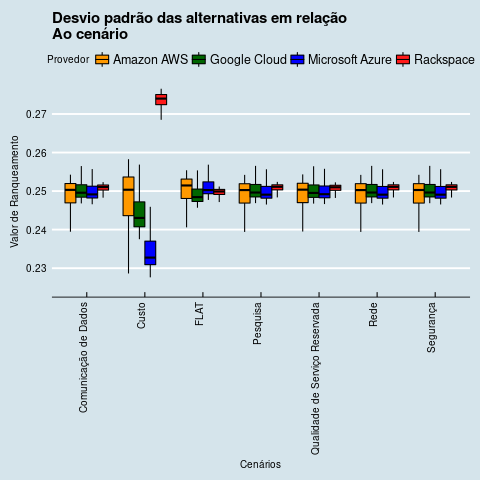 Desvio padrão das alternativas em relação
Ao cenário
Provedor Amazon AWS Google Cloud Microsoft Azure Rackspace
Valor de Ranqueamento
0.27
0.26
0.25
0.24
0.23
Comunicação de Dados
Custo
FLAT
Pesquisa
Qualidade de Serviço Reservada
Rede
Segurança
Cenários